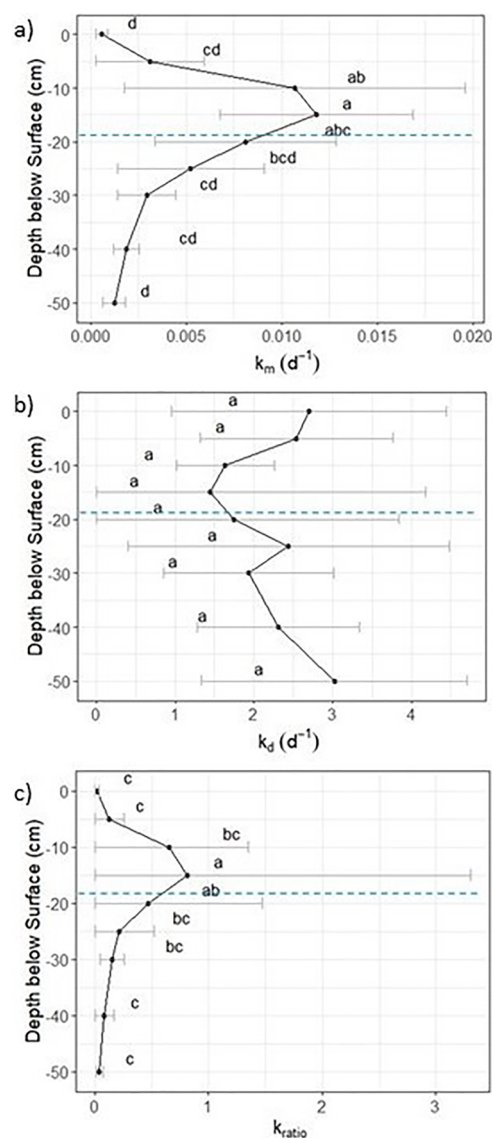 a)
Depth below Surface (cm)
0
-10
-20
-30
-40
-50
d
cd
ab
a
abc
bcd
cd
cd
d
0.000 0.005 0.010 0.015 0.020
kₘ (d⁻¹)
b)
Depth below Surface (cm)
0
-10
-20
-30
-40
-50
a
a
a
a
a
a
a
a
a
0 1 2 3 4
k_d (d⁻¹)
c)
Depth below Surface (cm)
0
-10
-20
-30
-40
-50
c
c
bc
a
ab
bc
bc
c
c
0 1 2 3
k_ratio